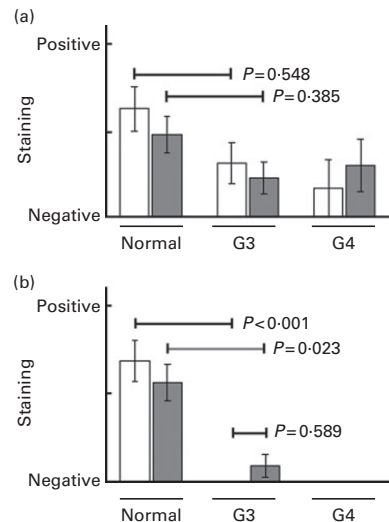 (a)
Positive
P=0·548
P=0·385
Staining
Negative
Normal G3 G4
(b)
Positive
P<0·001
P=0·023
Staining
P=0·589
Negative
Normal G3 G4